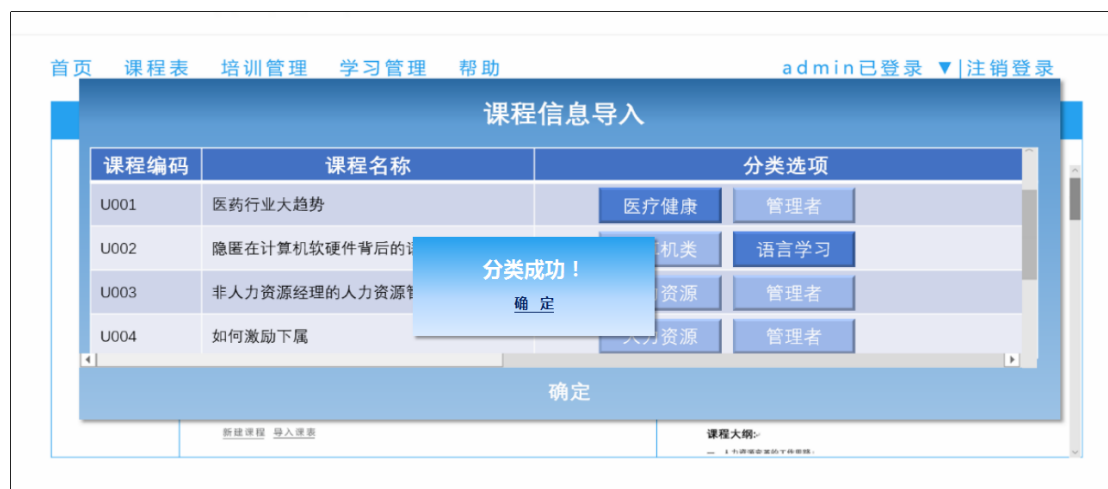 首页 课程表 培训管理 学习管理 帮助 admin已登录 ▼|注销登录
课程信息导入
课程编码 课程名称 分类选项
U001 医药行业大趋势 医疗健康 管理者
U002 隐匿在计算机软硬件背后的 机类 语言学习
分类成功！
确 定
U003 非人力资源经理的人力资源 资源 管理者
U004 如何激励下属 人力资源 管理者
确定
新建课程 导入课表
课程大纲: